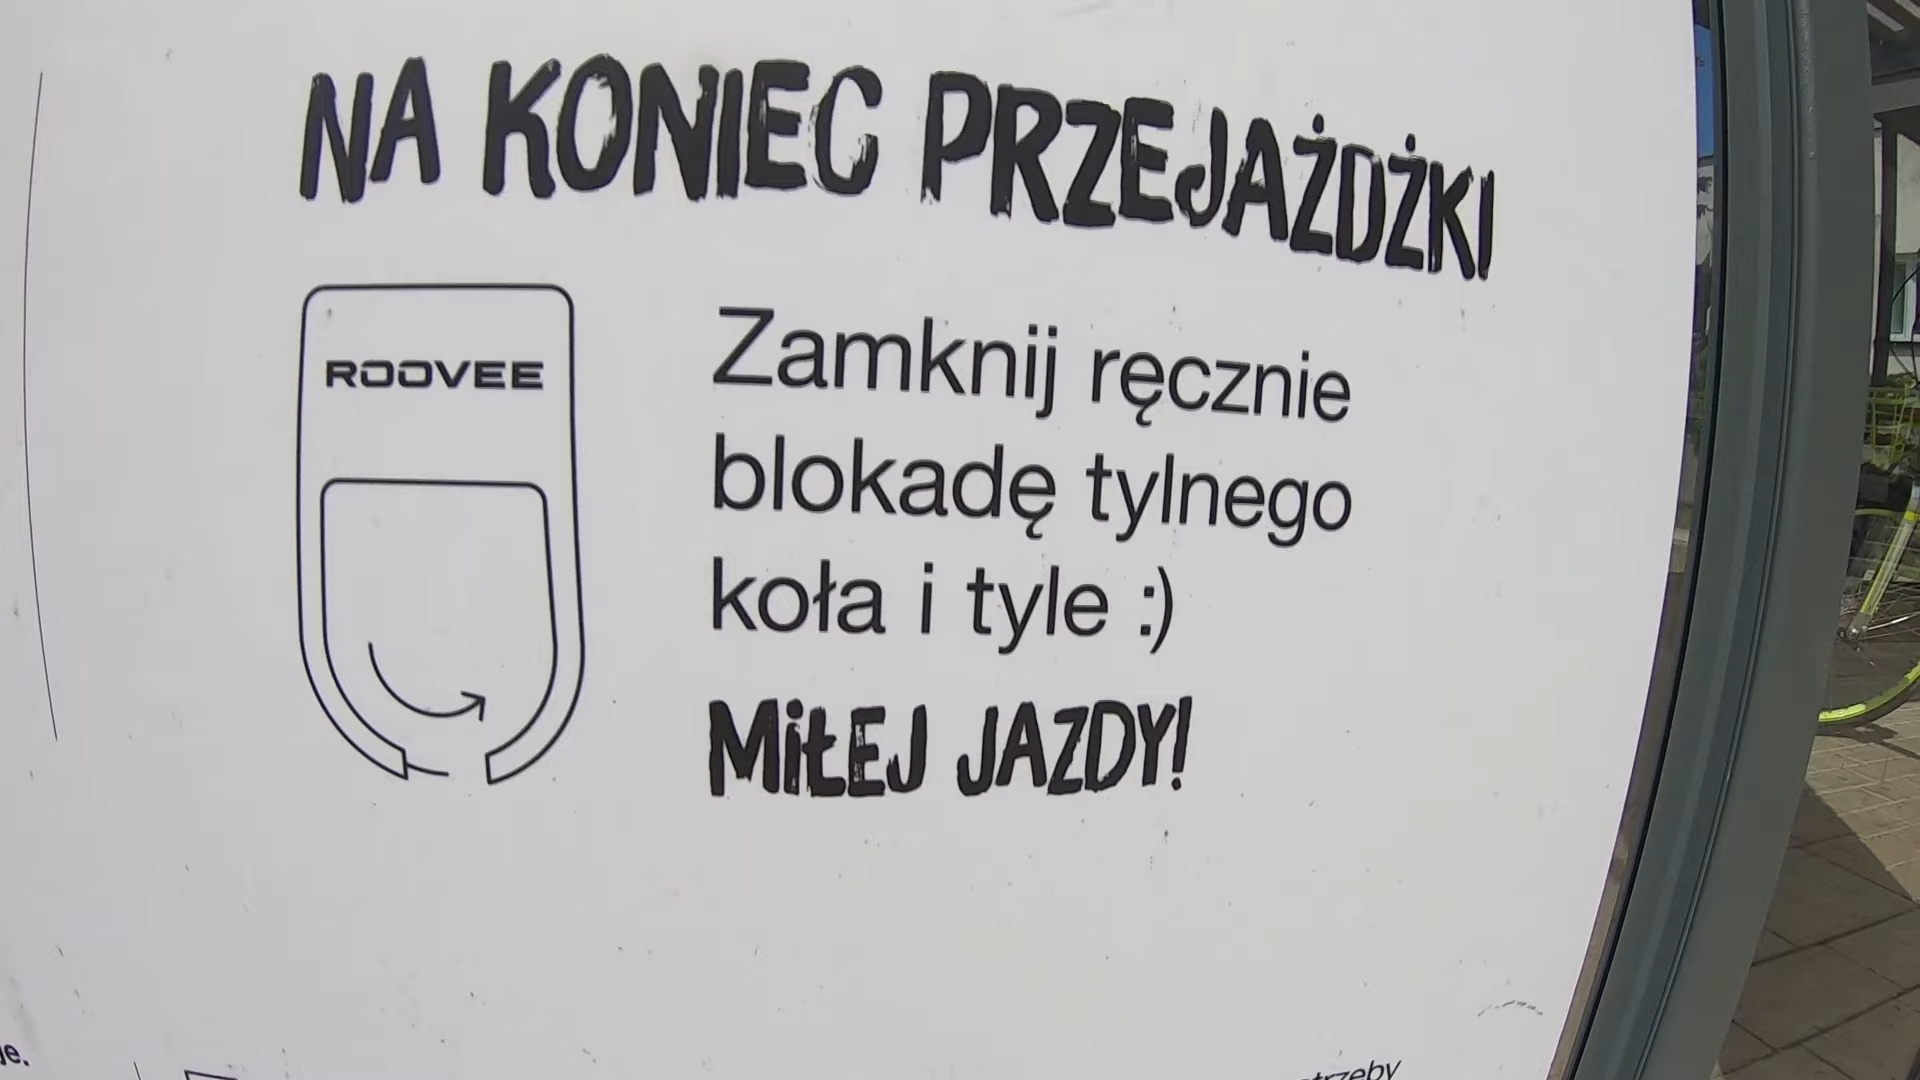 NA KONIEC PRZEJAŻDŻKI
ROOVEE
Zamknij ręcznie
blokadę tylnego
koła i tyle :)
MiŁEJ JAZDY!